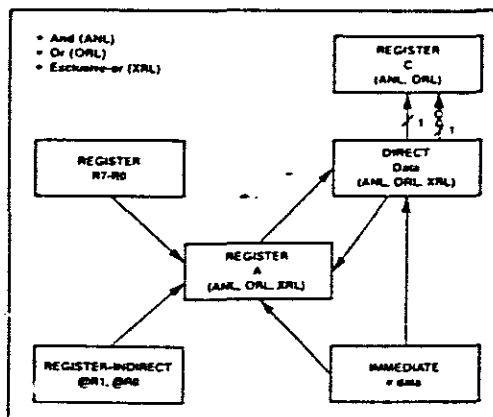 • And (ANL)
• Or (ORL)
• Exclusive-or (XRL)
REGISTER
C
(ANL, ORL)
1
1
REGISTER
R7-R0
DIRECT
Data
(ANL, ORL, XRL)
REGISTER
A
(ANL, ORL, XRL)
REGISTER-INDIRECT
@R1, @R0
IMMEDIATE
# data